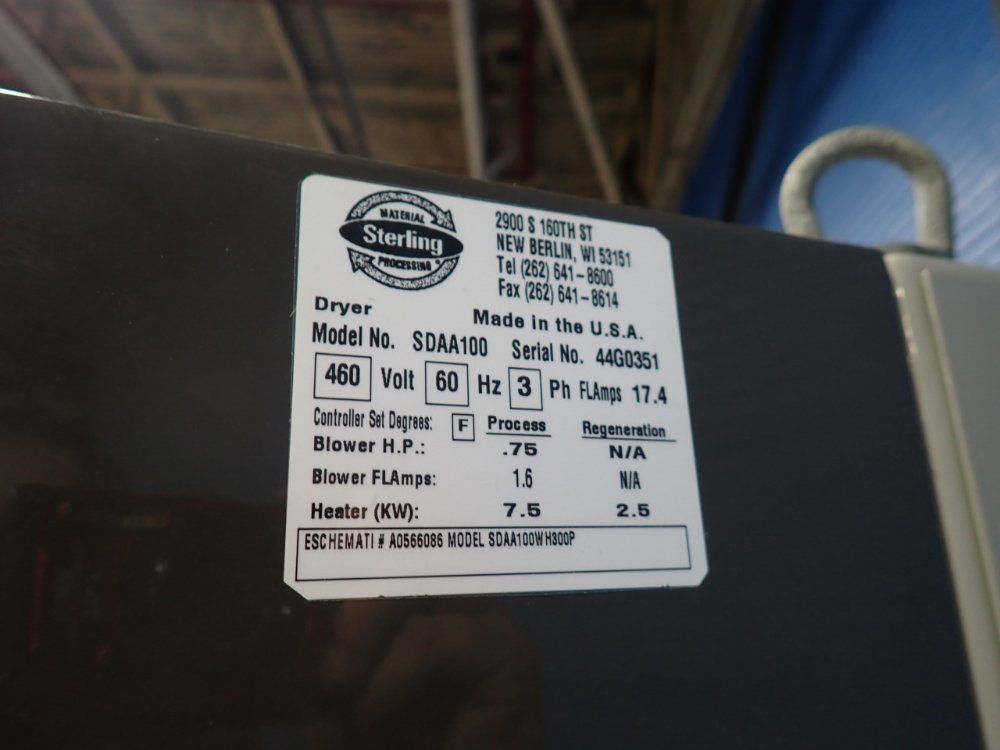 MATERIAL
Sterling
PROCESSING
2900 S 160TH ST
NEW BERLIN, WI 53151
Tel (262) 641-8600
Fax (262) 641-8614
Dryer
Made in the U.S.A.
Model No. SDAA100 Serial No. 44G0351
460 Volt 60 Hz 3 Ph FLAmps 17.4
Controller Set Degrees: F Process Regeneration
Blower H.P.: .75 N/A
Blower FLAmps: 1.6 N/A
Heater (KW): 7.5 2.5
ESCHEMATI # A0566086 MODEL SDAA100WH300P